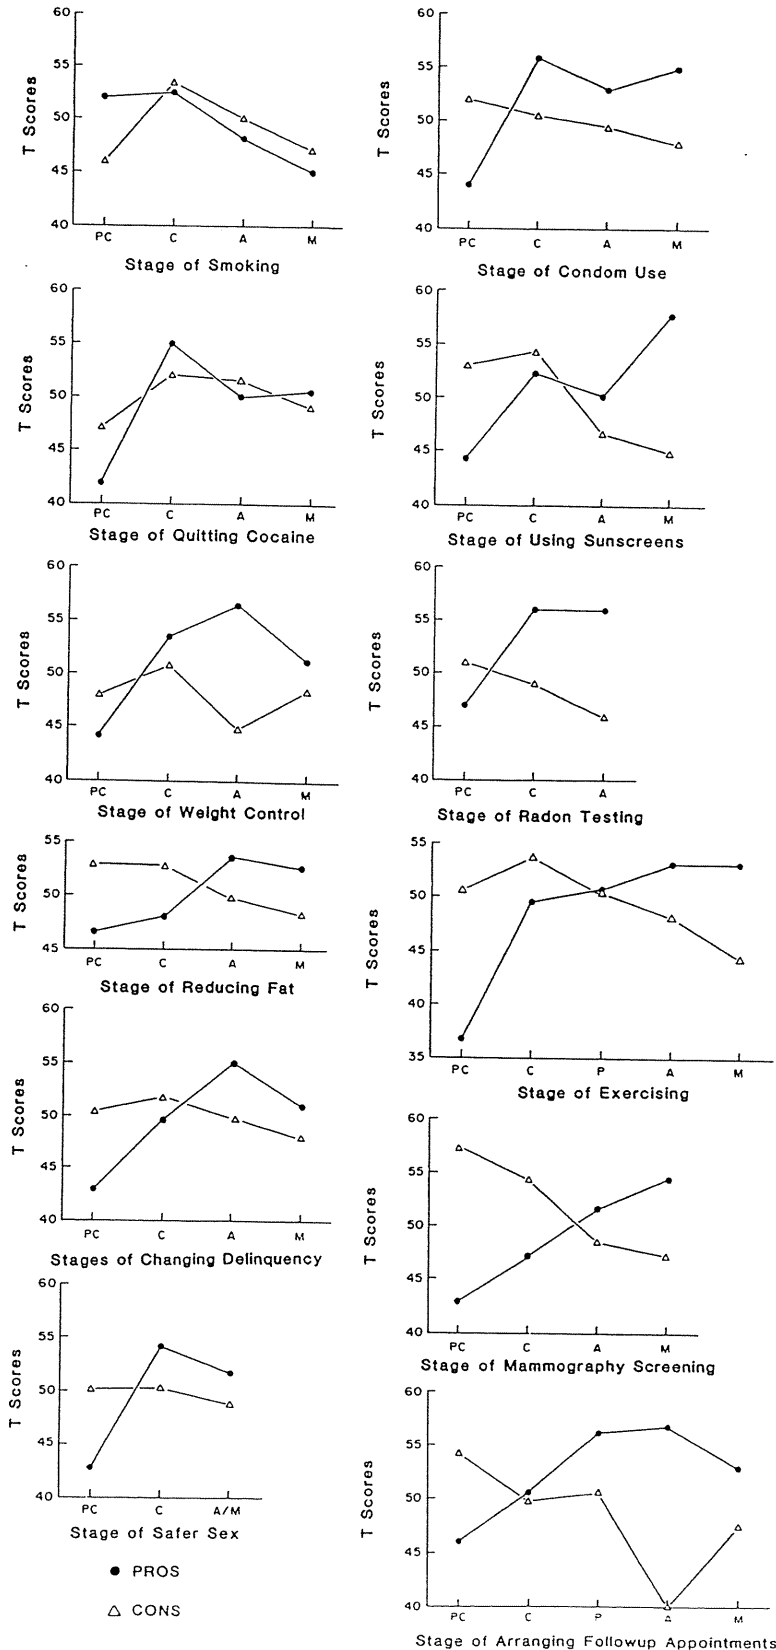 60
55
50
45
40
T Scores
PC C A M
Stage of Smoking
60
55
50
45
40
T Scores
PC C A M
Stage of Condom Use
60
55
50
45
40
T Scores
PC C A M
Stage of Quitting Cocaine
60
55
50
45
40
T Scores
PC C A M
Stage of Using Sunscreens
60
55
50
45
40
T Scores
PC C A M
Stage of Weight Control
60
55
50
45
40
T Scores
PC C A
Stage of Radon Testing
55
50
45
T Scores
PC C A M
Stage of Reducing Fat
55
50
45
40
35
T Scores
PC C P A M
Stage of Exercising
60
55
50
45
40
T Scores
PC C A M
Stages of Changing Delinquency
60
55
50
45
40
T Scores
PC C A M
Stage of Mammography Screening
60
55
50
45
40
T Scores
PC C A/M
Stage of Safer Sex
60
55
50
45
40
T Scores
PC C P A M
Stage of Arranging Followup Appointments
PROS
CONS